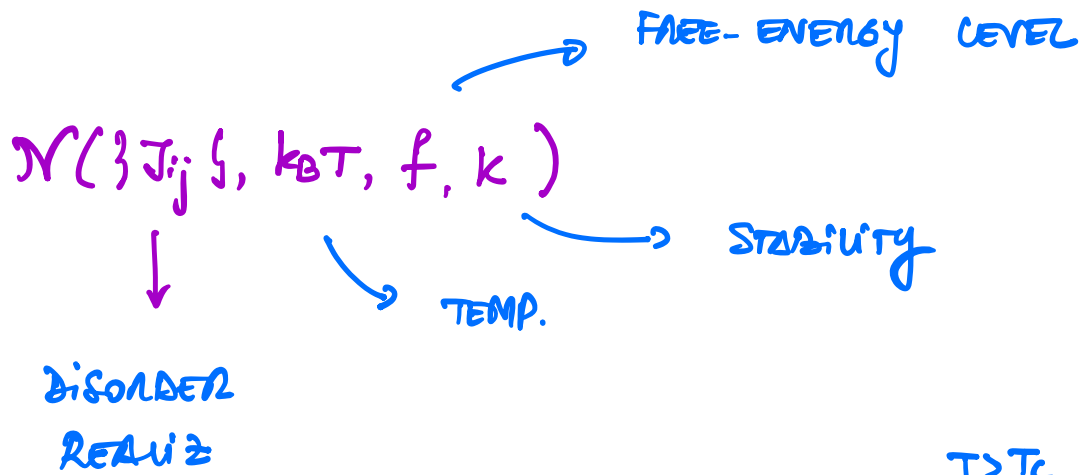 FREE-ENERGY LEVEL
N({Jij}, kBT, f, K)
STABILITY
TEMP.
DISORDER
REALIZ
T>Tc